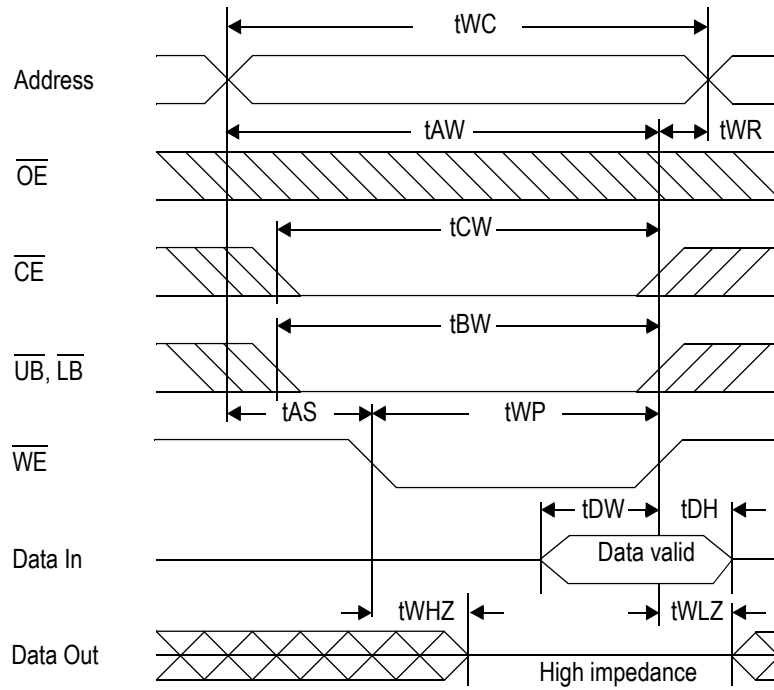 tWC
Address
tAW
tWR
OE
tCW
CE
tBW
UB, LB
tAS
tWP
WE
tDW
tDH
Data In
Data valid
tWHZ
tWLZ
Data Out
High impedance